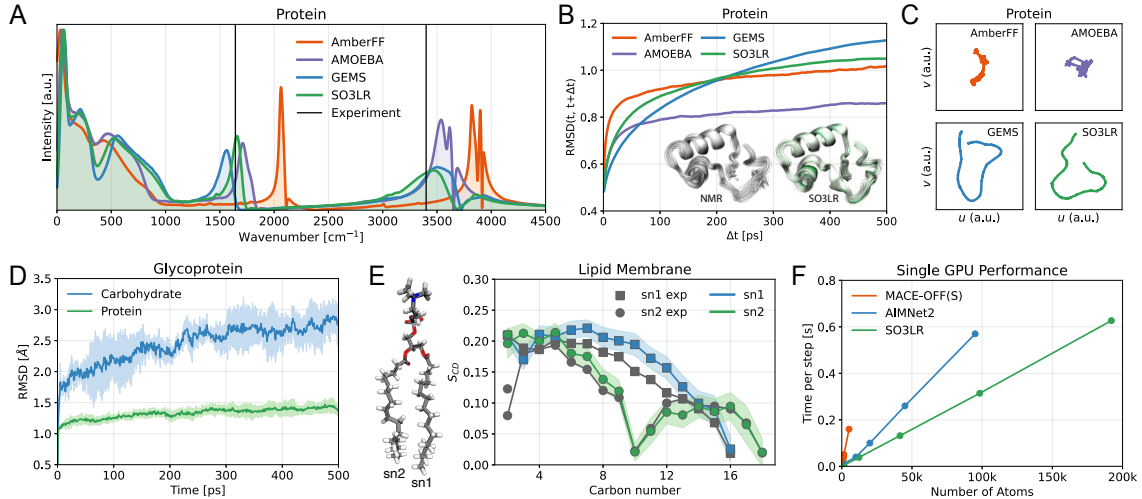 A
Protein
Intensity [a.u.]
AmberFF
AMOEBA
GEMS
SO3LR
Experiment
0 500 1000 1500 2000 2500 3000 3500 4000 4500
Wavenumber [cm⁻¹]
B
Protein
RMSD(t, t+Δt)
1.2
1.0
0.8
0.6
0.4
AmberFF GEMS
AMOEBA SO3LR
NMR SO3LR
0 100 200 300 400 500
Δt [ps]
C
Protein
AmberFF AMOEBA
v (a.u.)
GEMS SO3LR
v (a.u.)
u (a.u.) u (a.u.)
D
Glycoprotein
RMSD [Å]
3.5
3.0
2.5
2.0
1.5
1.0
0.5
Carbohydrate
Protein
0 100 200 300 400 500
Time [ps]
E
sn2 sn1
Lipid Membrane
S_CD
0.30
0.25
0.20
0.15
0.10
0.05
0.00
sn1 exp sn1
sn2 exp sn2
4 8 12 16
Carbon number
F
Single GPU Performance
Time per step [s]
0.8
0.6
0.4
0.2
0.0
MACE-OFF(S)
AIMNet2
SO3LR
0 50k 100k 150k 200k
Number of Atoms